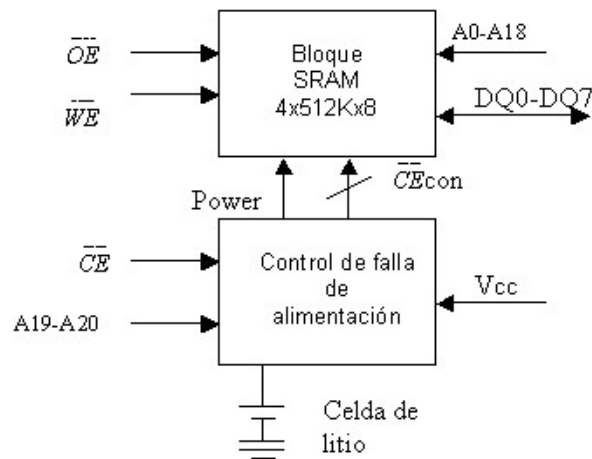 OE
WE
Bloque
SRAM
4x512Kx8
A0-A18
DQ0-DQ7
Power
CEcon
CE
A19-A20
Control de falla
de
alimentación
Vcc
Celda de
litio